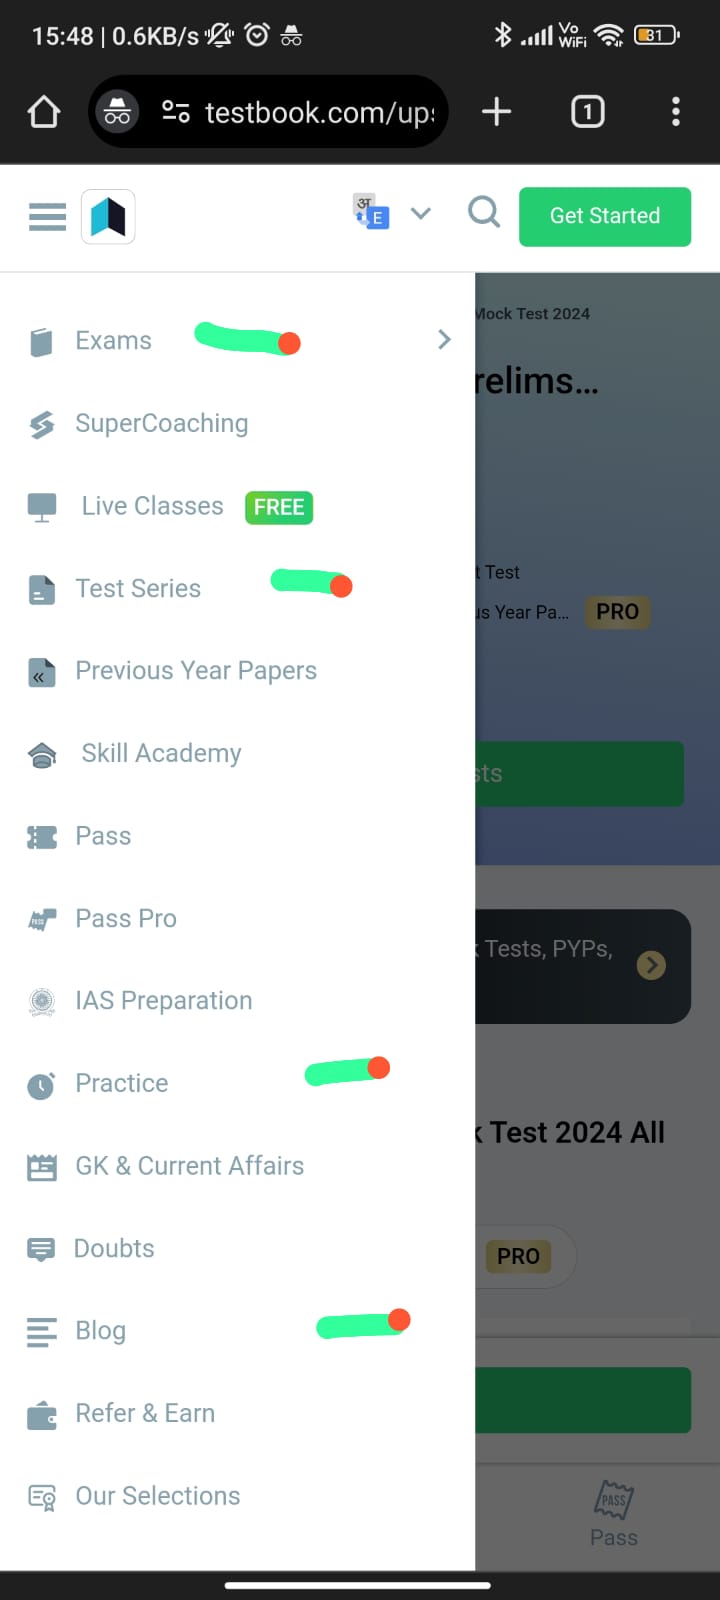 15:48 | 0.6KB/s
Vo
WiFi
31
testbook.com/ups
1
अ
E
Get Started
Exams
Mock Test 2024
relims...
SuperCoaching
Live Classes FREE
t Test
Test Series
us Year Pa... PRO
Previous Year Papers
Skill Academy
sts
Pass
Pass Pro
PASS
k Tests, PYPs,
IAS Preparation
Practice
k Test 2024 All
GK & Current Affairs
Doubts
PRO
Blog
Refer & Earn
Our Selections
PASS
Pass